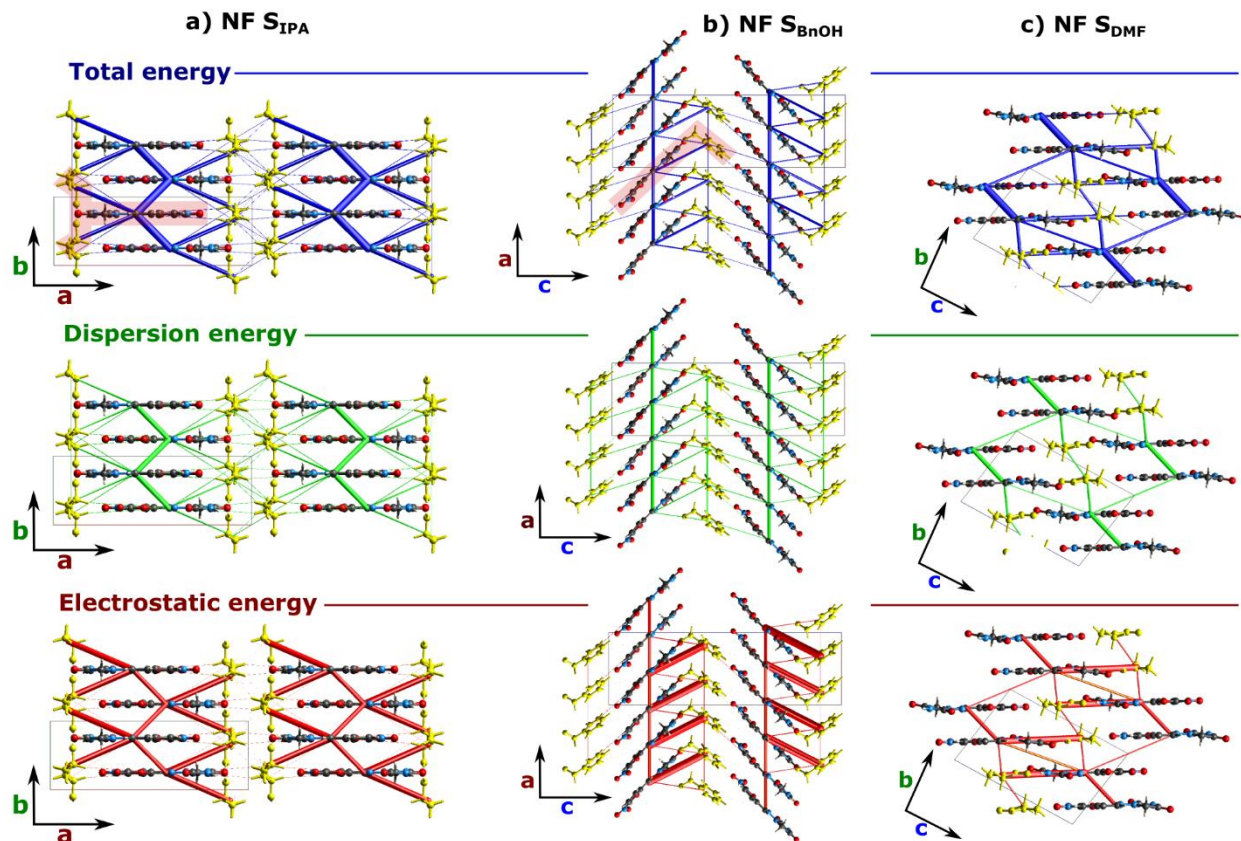 a) NF S_IPA b) NF S_BnOH c) NF S_DMF
Total energy
b
a
a
c
b
c
Dispersion energy
b
a
a
c
b
c
Electrostatic energy
b
a
a
c
b
c